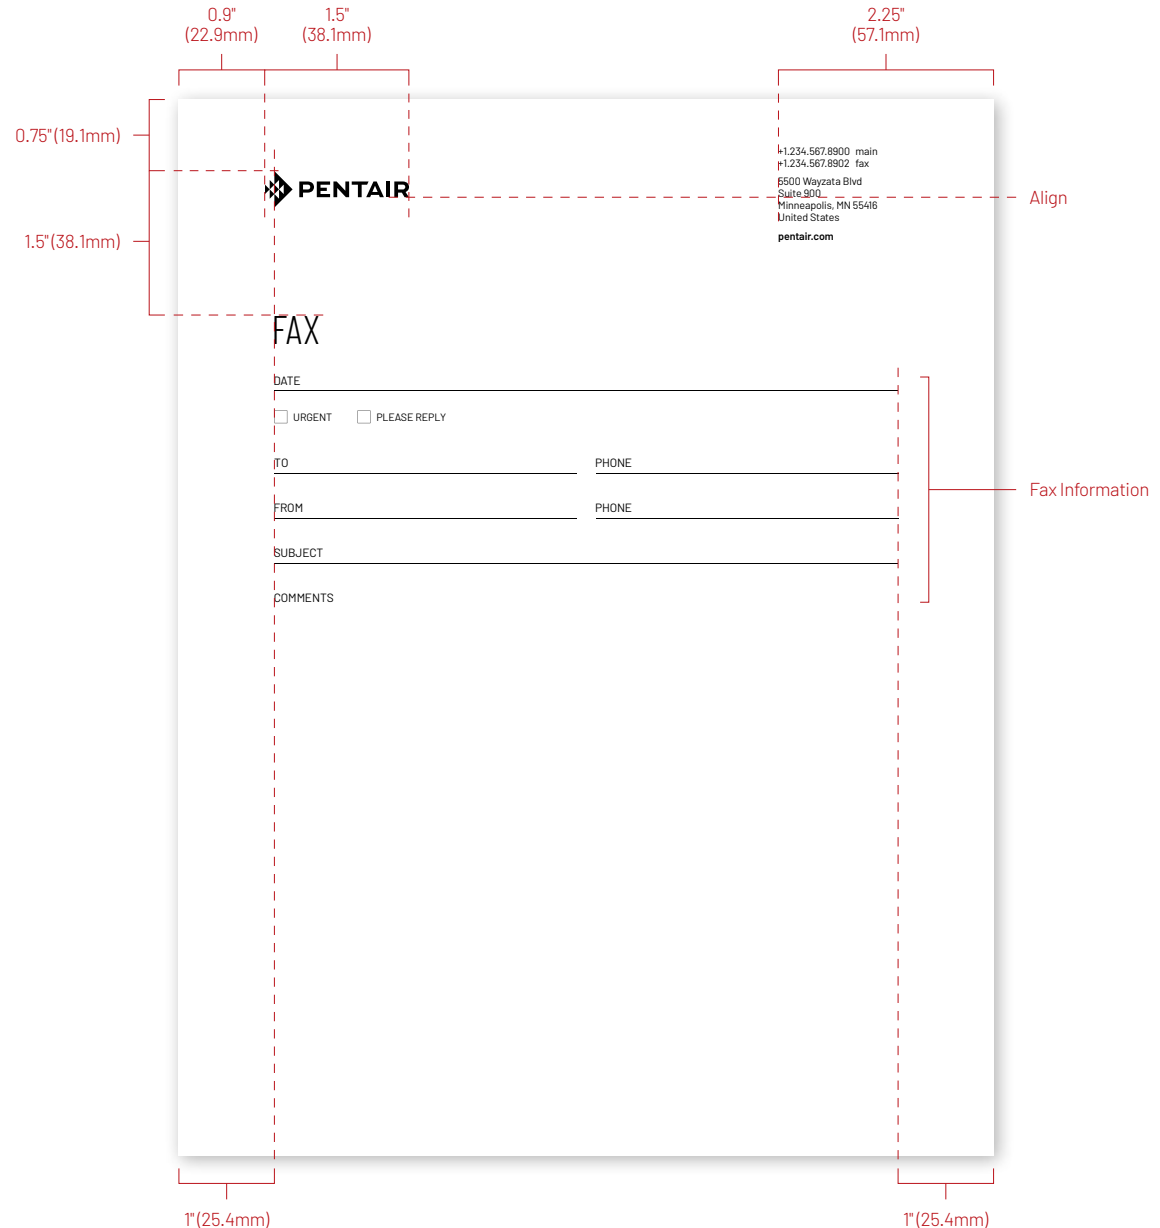 0.9"
(22.9mm)
1.5"
(38.1mm)
2.25"
(57.1mm)
0.75"(19.1mm)
+1.234.567.8900 main
+1.234.567.8902 fax
5500 Wayzata Blvd
Suite 900
Minneapolis, MN 55416
United States
pentair.com
PENTAIR
Align
1.5"(38.1mm)
FAX
DATE
URGENT PLEASE REPLY
TO PHONE
Fax Information
FROM PHONE
SUBJECT
COMMENTS
1"(25.4mm)
1"(25.4mm)